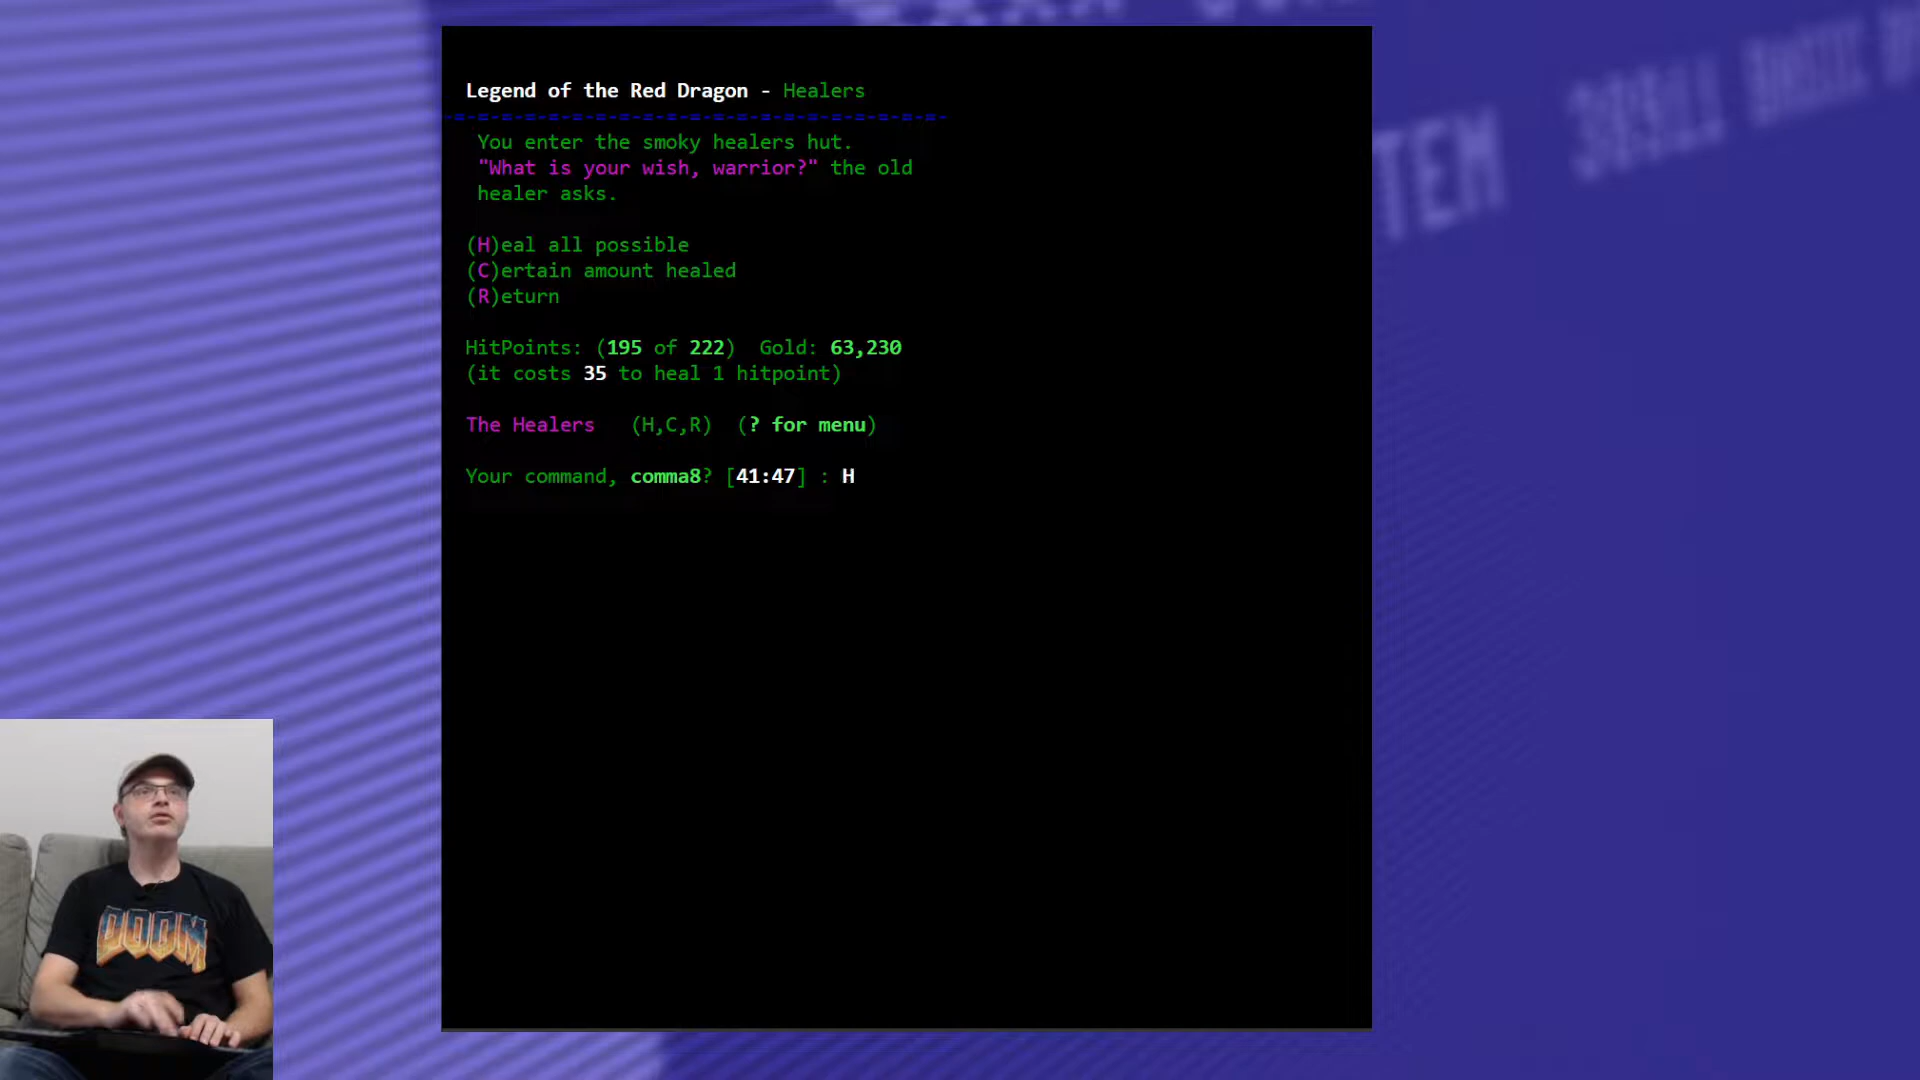 Legend of the Red Dragon - Healers
-=-=-=-=-=-=-=-=-=-=-=-=-=-=-=-=-=-=-=-=-=-
You enter the smoky healers hut.
"What is your wish, warrior?" the old
healer asks.
(H)eal all possible
(C)ertain amount healed
(R)eturn
HitPoints: (195 of 222)  Gold: 63,230
(it costs 35 to heal 1 hitpoint)
The Healers   (H,C,R)  (? for menu)
Your command, comma8? [41:47] : H
TEM
DOOM